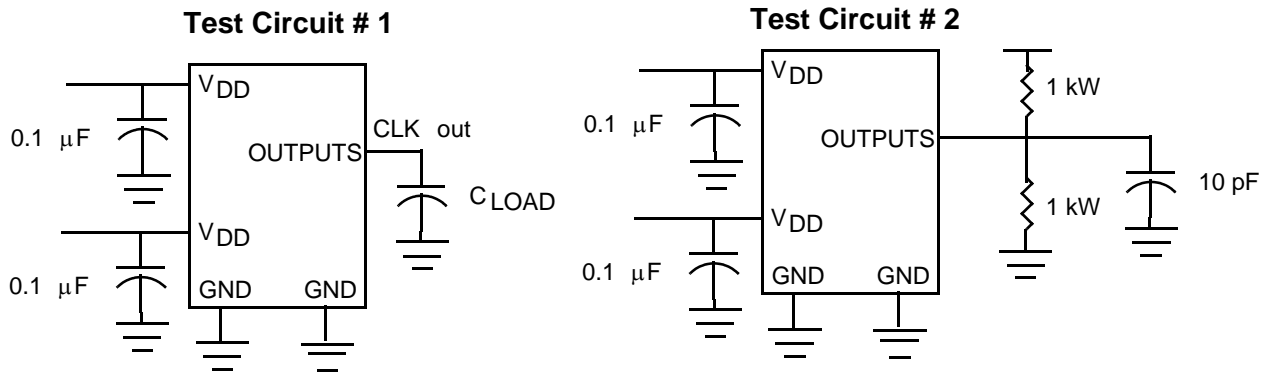 Test Circuit # 1
VDD
0.1 μF
CLK out
OUTPUTS
CLOAD
VDD
0.1 μF
GND GND
Test Circuit # 2
VDD
1 kW
0.1 μF
OUTPUTS
10 pF
1 kW
VDD
0.1 μF
GND GND